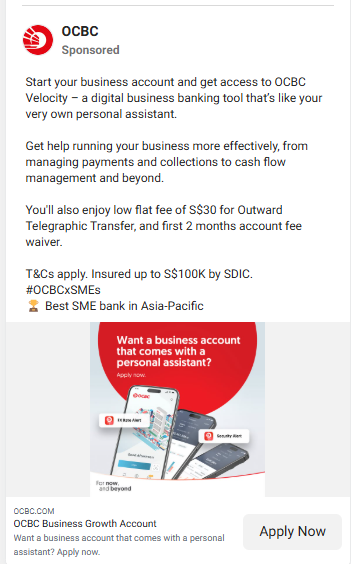 OCBC
Sponsored
Start your business account and get access to OCBC
Velocity – a digital business banking tool that's like your
very own personal assistant.
Get help running your business more effectively, from
managing payments and collections to cash flow
management and beyond.
You'll also enjoy low flat fee of S$30 for Outward
Telegraphic Transfer, and first 2 months account fee
waiver.
T&Cs apply. Insured up to S$100K by SDIC.
#OCBCxSMEs
🏆 Best SME bank in Asia-Pacific
Want a business account
that comes with a
personal assistant?
Apply now.
OCBC
FX Rate Alert
Security Alert
For now,
and beyond
OCBC.COM
OCBC Business Growth Account
Want a business account that comes with a personal
assistant? Apply now.
Apply Now